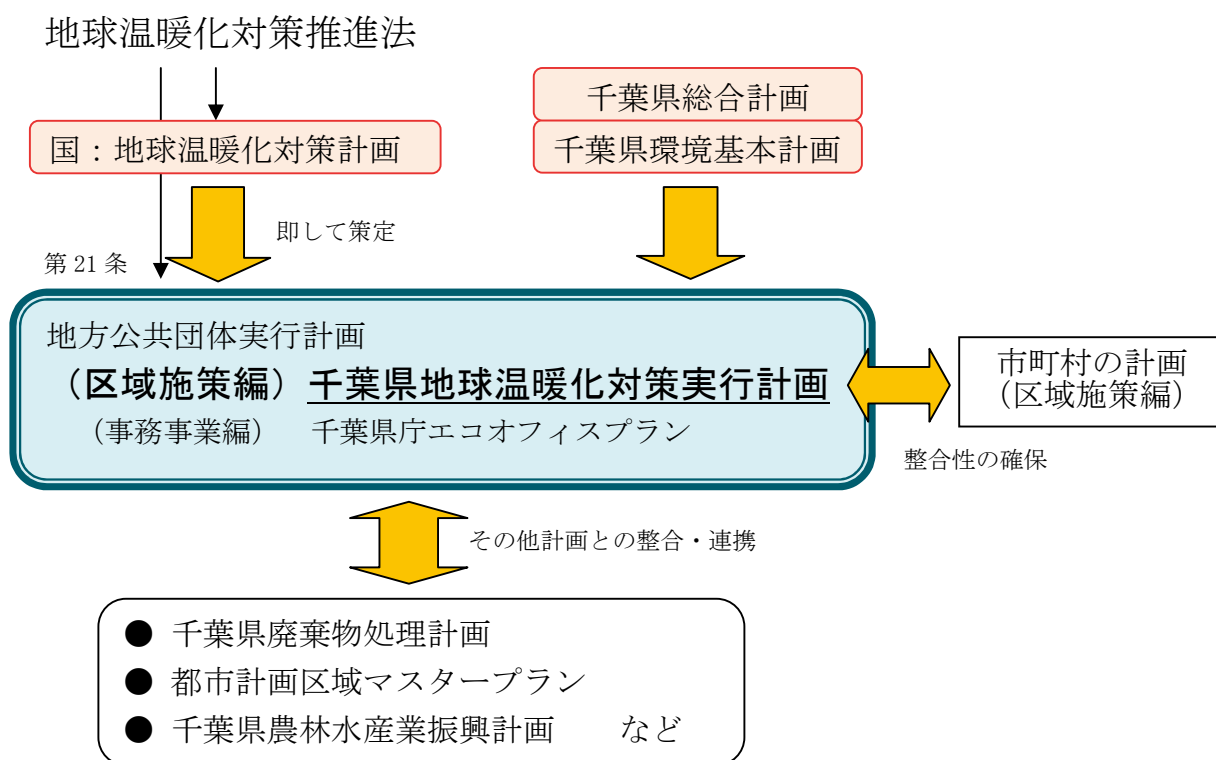 地球温暖化対策推進法
千葉県総合計画
国：地球温暖化対策計画
千葉県環境基本計画
即して策定
第 21 条
地方公共団体実行計画
（区域施策編）千葉県地球温暖化対策実行計画
（事務事業編）　千葉県庁エコオフィスプラン
市町村の計画
（区域施策編）
整合性の確保
その他計画との整合・連携
● 千葉県廃棄物処理計画
● 都市計画区域マスタープラン
● 千葉県農林水産業振興計画　　など